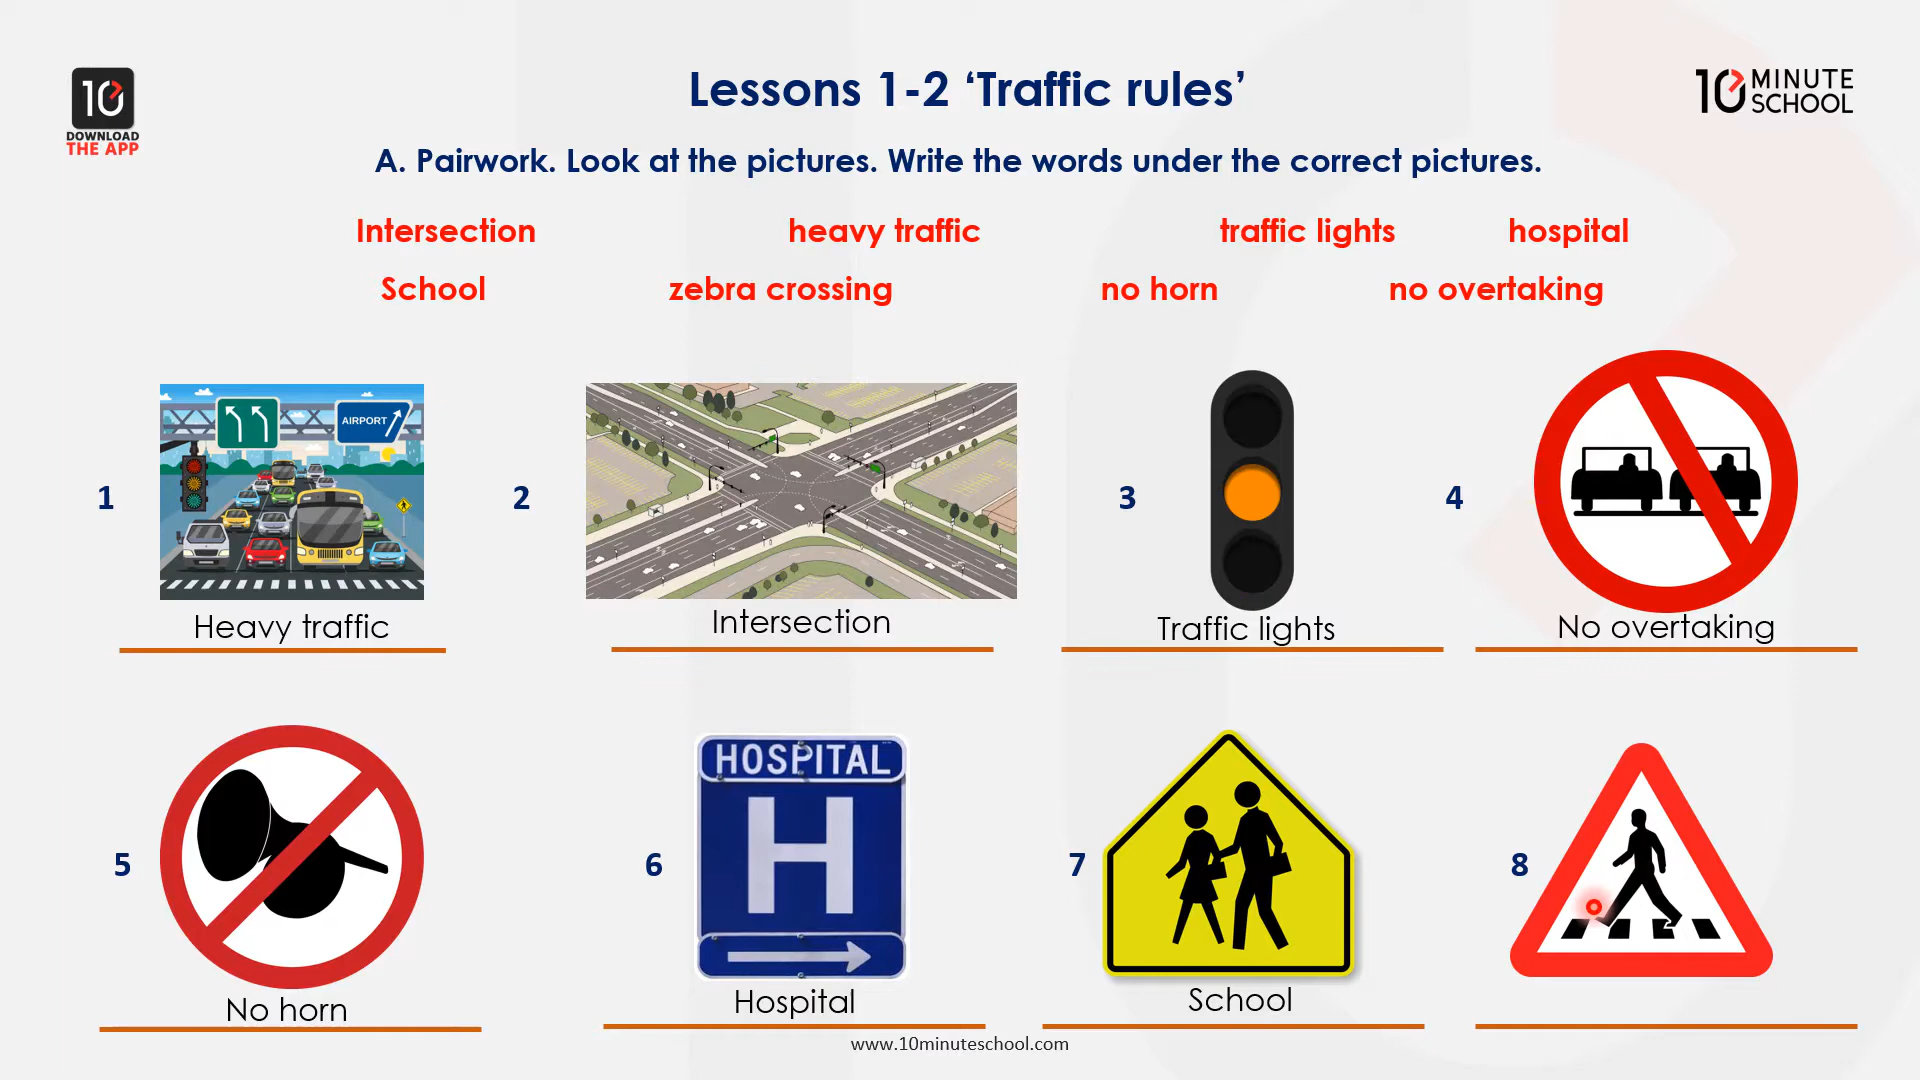 Lessons 1-2 ‘Traffic rules’
10
DOWNLOAD
THE APP
10 MINUTE
SCHOOL
A. Pairwork. Look at the pictures. Write the words under the correct pictures.
Intersection heavy traffic traffic lights hospital
School zebra crossing no horn no overtaking
AIRPORT
1 2 3 4
Heavy traffic Intersection Traffic lights No overtaking
HOSPITAL
H
5 6 7 8
No horn Hospital School
www.10minuteschool.com